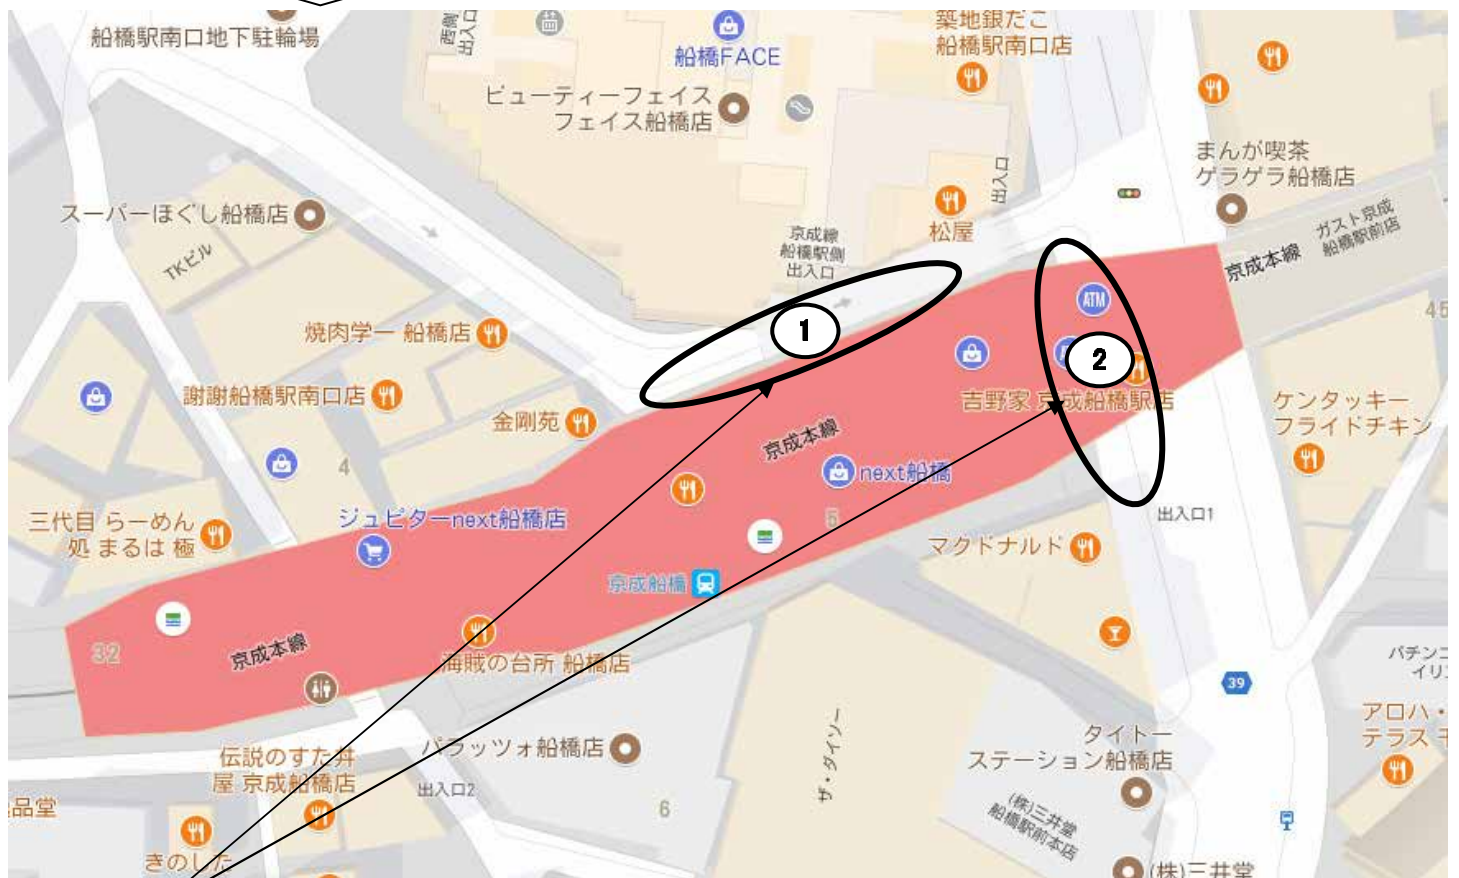 船橋駅南口地下駐輪場
西側
出入口
船橋FACE
築地銀だこ
船橋駅南口店
ビューティーフェイス
フェイス船橋店
まんが喫茶
ゲラゲラ船橋店
スーパーほぐし船橋店
TKビル
出入口
松屋
京成線
船橋駅側
出入口
ガスト京成
船橋駅前店
京成本線
45
ATM
1
2
焼肉学一 船橋店
謝謝船橋駅南口店
金剛苑
吉野家 京成船橋駅店
ケンタッキー
フライドチキン
京成本線
next船橋
4
5
三代目 らーめん
処 まるは 極
ジュピターnext船橋店
出入口1
マクドナルド
京成船橋
32
京成本線
海賊の台所 船橋店
39
パチンコ
アロハ・
テラス
伝説のすた丼
屋 京成船橋店
パラッツォ船橋店
出入口2
ザ・ダイソー
タイトー
ステーション船橋店
6
(株)三井堂
船橋駅前本店
品堂
きのした
(株)三井堂